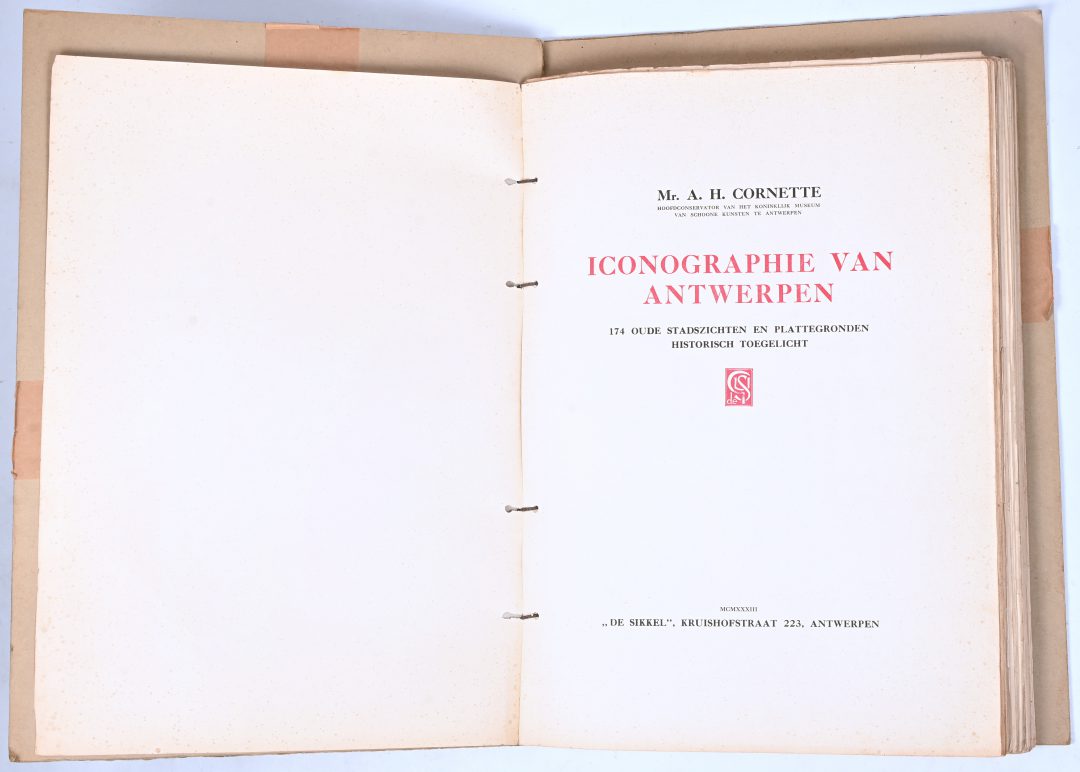 Mr. A. H. CORNETTE
HOOFDCONSERVATOR VAN HET KONINKLIJK MUSEUM
VAN SCHOONE KUNSTEN TE ANTWERPEN
ICONOGRAPHIE VAN
ANTWERPEN
174 OUDE STADSZICHTEN EN PLATTEGRONDEN
HISTORISCH TOEGELICHT
MCMXXXIII
„DE SIKKEL”, KRUISHOFSTRAAT 223, ANTWERPEN